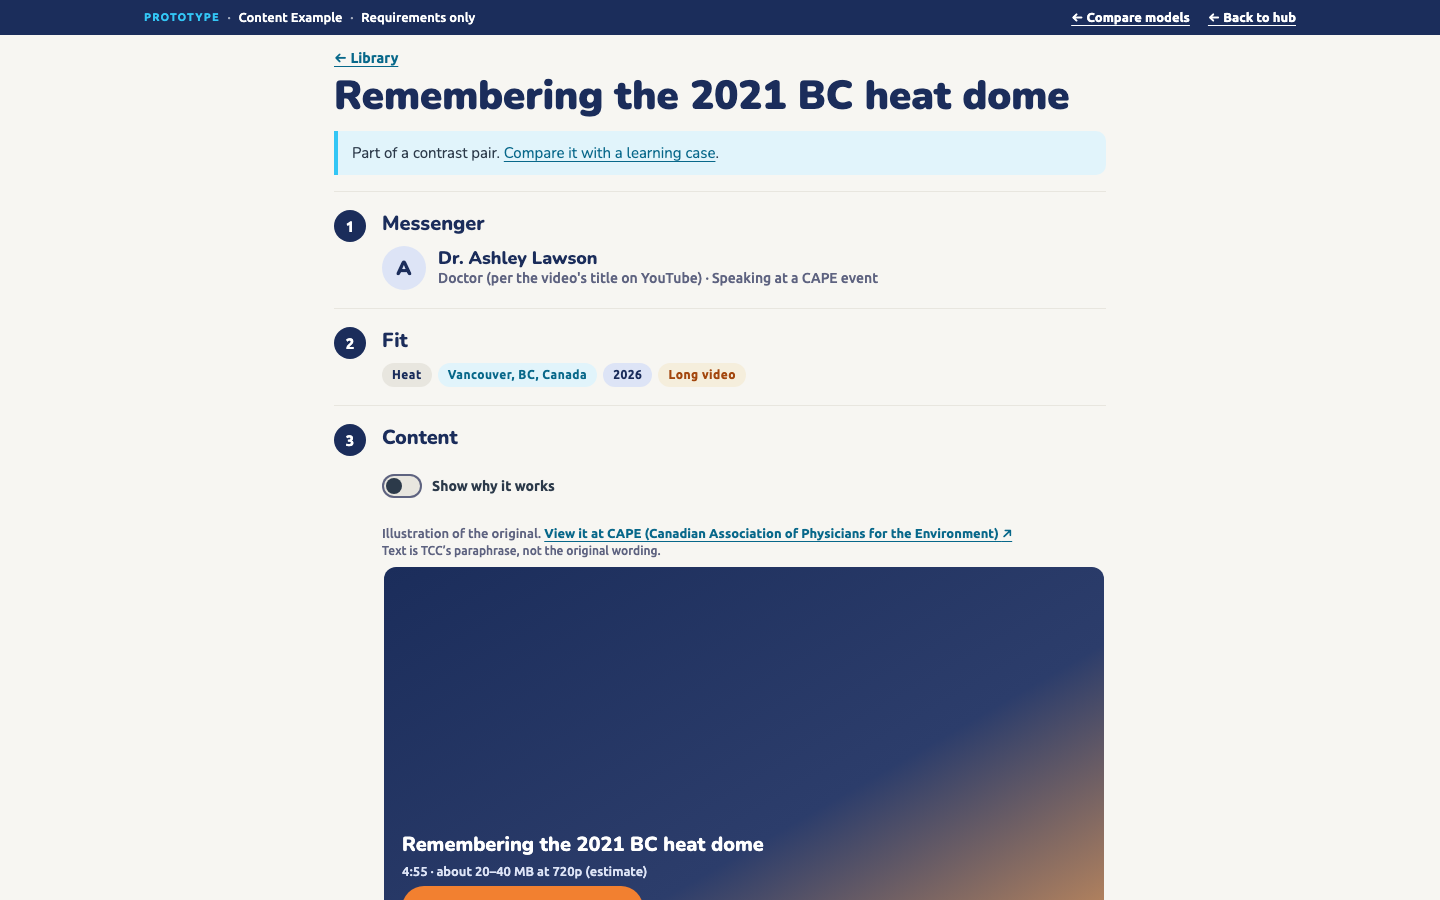 PROTOTYPE · Content Example · Requirements only
← Compare models ← Back to hub
← Library
Remembering the 2021 BC heat dome
Part of a contrast pair. Compare it with a learning case.
1 Messenger
A
Dr. Ashley Lawson
Doctor (per the video's title on YouTube) · Speaking at a CAPE event
2 Fit
Heat Vancouver, BC, Canada 2026 Long video
3 Content
Show why it works
Illustration of the original. View it at CAPE (Canadian Association of Physicians for the Environment) ↗
Text is TCC’s paraphrase, not the original wording.
Remembering the 2021 BC heat dome
4:55 · about 20–40 MB at 720p (estimate)